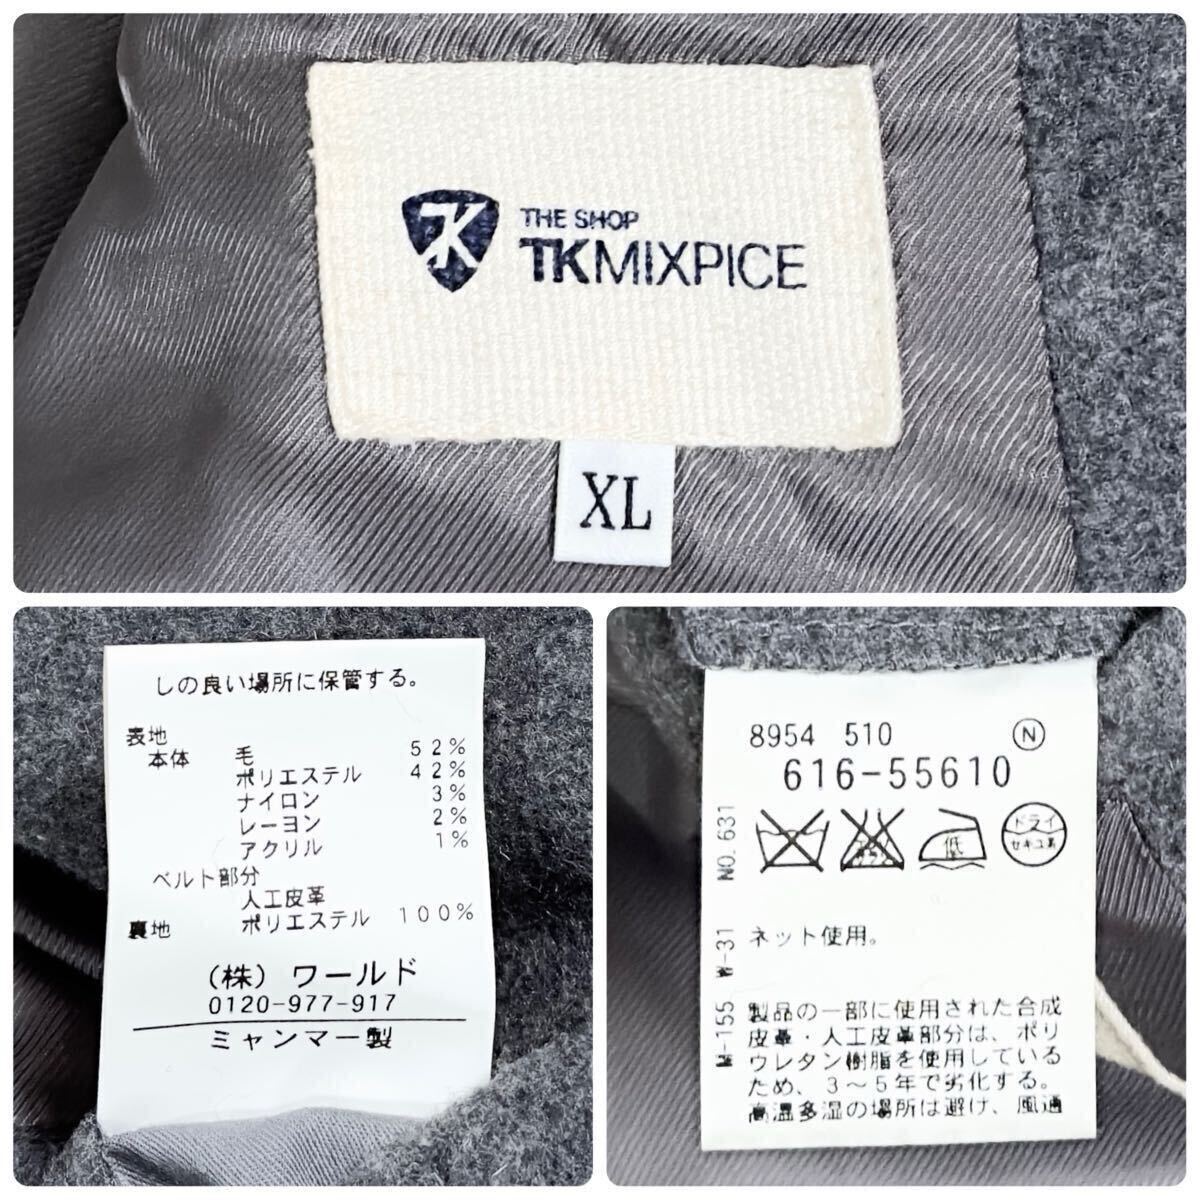 THE SHOP
TKMIXPICE
XL
しの良い場所に保管する。
表地
本体 毛 52%
ポリエステル 42%
ナイロン 3%
レーヨン 2%
アクリル 1%
ベルト部分
人工皮革
裏地 ポリエステル 100%
(株) ワールド
0120-977-917
ミャンマー製
8954 510 N
616-55610
低
ドライ
セキユ系
ネット使用。
製品の一部に使用された合成
皮革・人工皮革部分は、ポリ
ウレタン樹脂を使用している
ため、3～5年で劣化する。
高温多湿の場所は避け、風通
M-155 W-31 NO.631